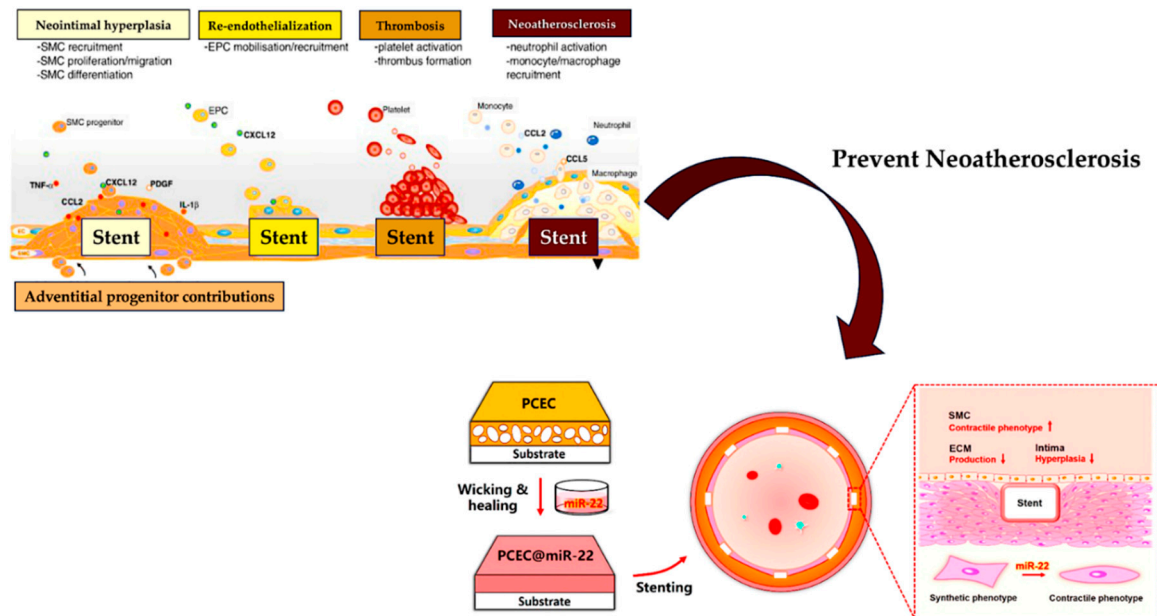 Neointimal hyperplasia
-SMC recruitment
-SMC proliferation/migration
-SMC differentiation
Re-endothelialization
-EPC mobilisation/recruitment
Thrombosis
-platelet activation
-thrombus formation
Neoatherosclerosis
-neutrophil activation
-monocyte/macrophage
recruitment
SMC progenitor
TNF-α
CXCL12
PDGF
CCL2
IL-1β
EPC
CXCL12
Platelet
Monocyte
CCL2
Neutrophil
CCL5
Macrophage
EC
SMC
Stent
Stent
Stent
Stent
Adventitial progenitor contributions
Prevent Neoatherosclerosis
PCEC
Substrate
Wicking &
healing
miR-22
PCEC@miR-22
Substrate
Stenting
SMC
Contractile phenotype ↑
ECM
Production ↓
Intima
Hyperplasia ↓
Stent
miR-22
Synthetic phenotype
Contractile phenotype